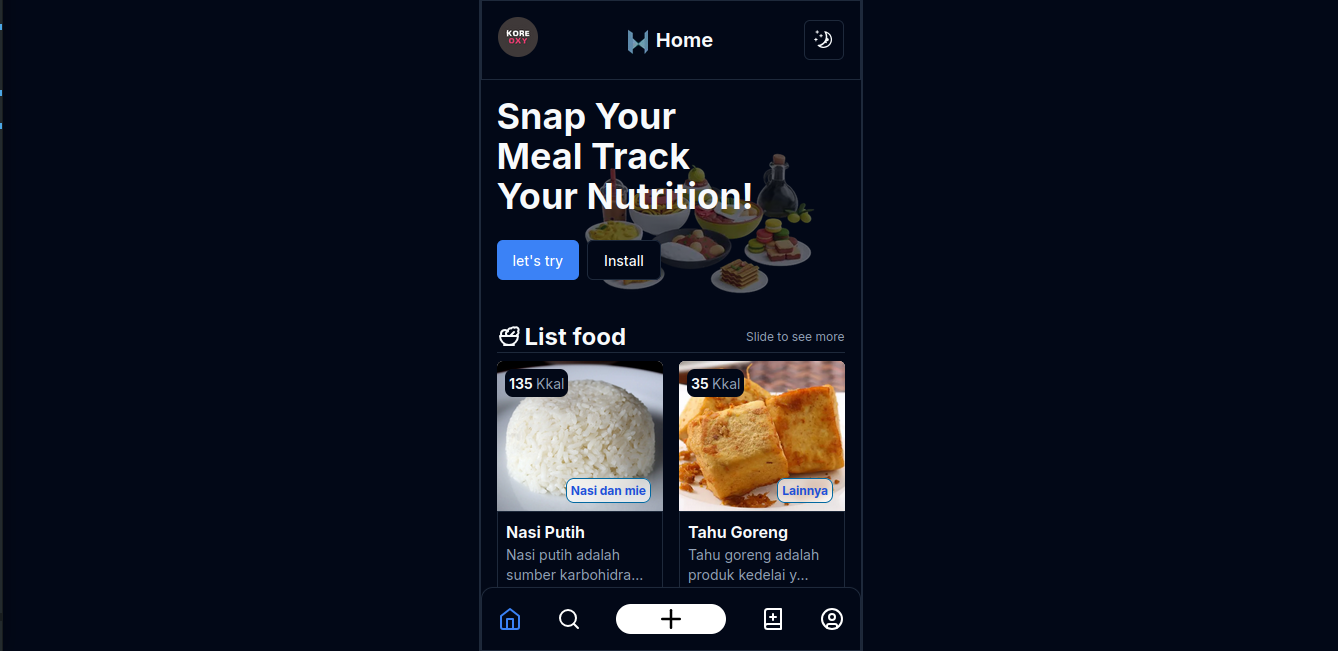 KORE
OXY
Home
Snap Your
Meal Track
Your Nutrition!
let's try
Install
List food
Slide to see more
135 Kkal
35 Kkal
Nasi dan mie
Lainnya
Nasi Putih
Tahu Goreng
Nasi putih adalah
sumber karbohidra...
Tahu goreng adalah
produk kedelai y...